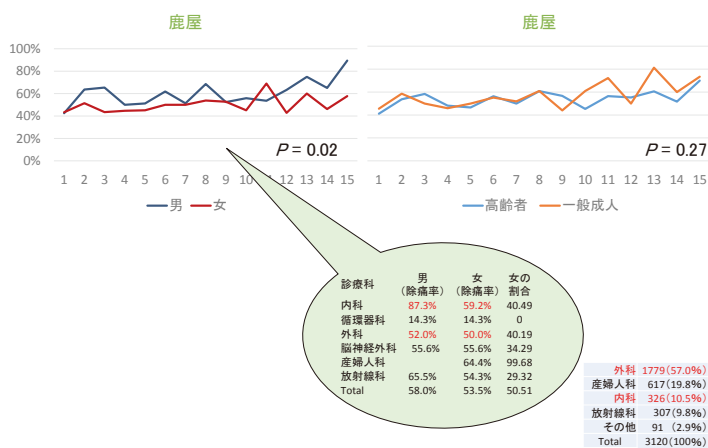 鹿屋
鹿屋
100%
80%
60%
40%
20%
0%
P = 0.02
P = 0.27
1 2 3 4 5 6 7 8 9 10 11 12 13 14 15
1 2 3 4 5 6 7 8 9 10 11 12 13 14 15
男 女
高齢者 一般成人
診療科 男（除痛率） 女（除痛率） 女の割合
内科 87.3% 59.2% 40.49
循環器科 14.3% 14.3% 0
外科 52.0% 50.0% 40.19
脳神経外科 55.6% 55.6% 34.29
産婦人科 64.4% 99.68
放射線科 65.5% 54.3% 29.32
Total 58.0% 53.5% 50.51
外科 1779(57.0%)
産婦人科 617(19.8%)
内科 326(10.5%)
放射線科 307(9.8%)
その他 91 (2.9%)
Total 3120(100%)